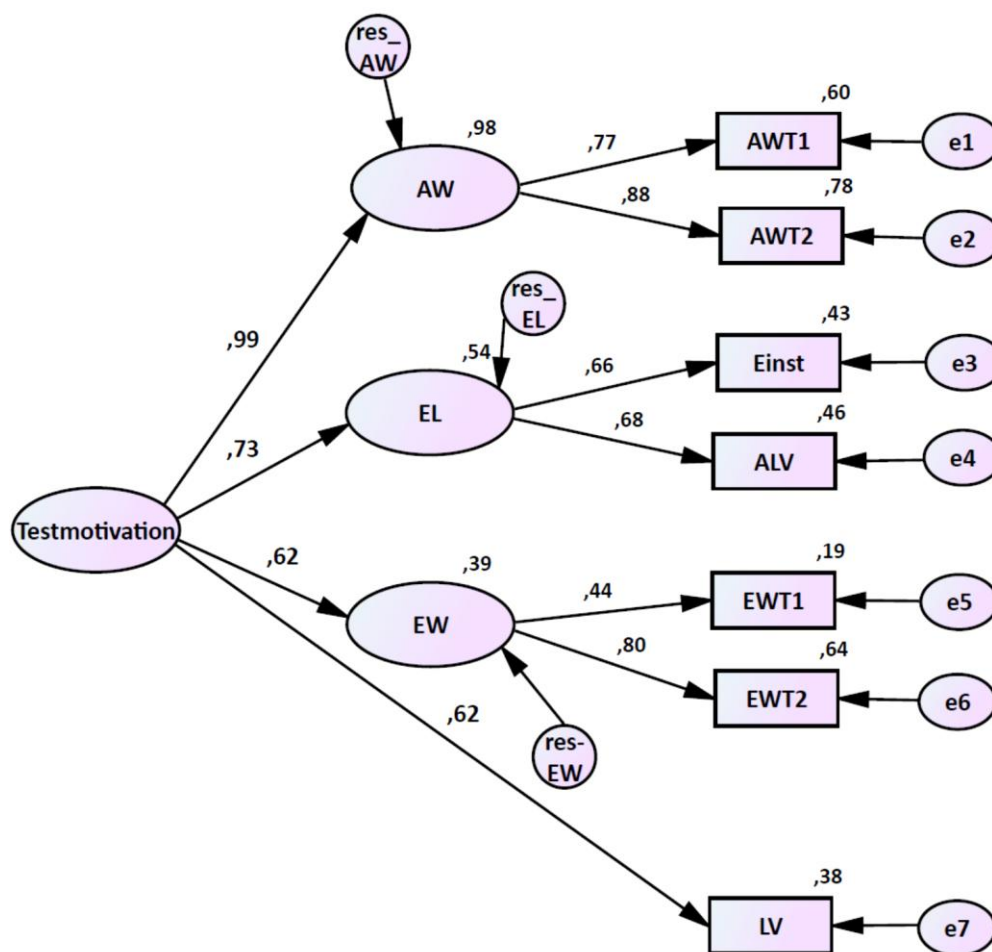 res_
AW
,60
,98
,77
AWT1
e1
AW
,78
,88
AWT2
e2
res_
EL
,43
,99
,54
,66
Einst
e3
EL
,46
,73
,68
ALV
e4
Testmotivation
,19
,62
,39
,44
EWT1
e5
EW
,64
,80
EWT2
e6
,62
res-
EW
,38
LV
e7